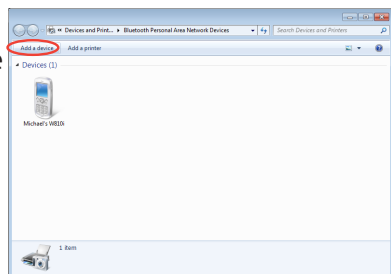 « Devices and Print... ▸ Bluetooth Personal Area Network Devices
Search Devices and Printers
Add a device
Add a printer
e
Devices (1)
Michael's W810i
1 item